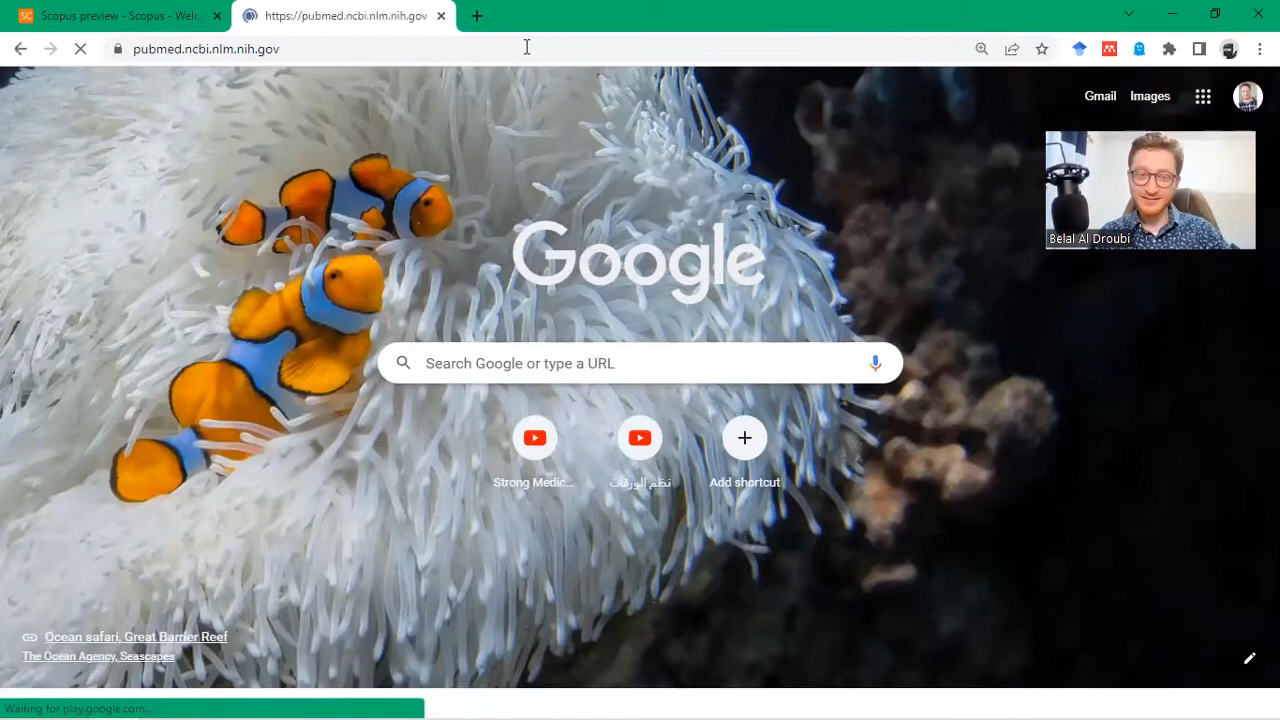 Scopus preview - Scopus - Welc
https://pubmed.ncbi.nlm.nih.gov
pubmed.ncbi.nlm.nih.gov
Gmail Images
Belal Al Droubi
Google
Search Google or type a URL
Strong Medic... نظم الورقات Add shortcut
Ocean safari, Great Barrier Reef
The Ocean Agency, Seascapes
Waiting for play.google.com...